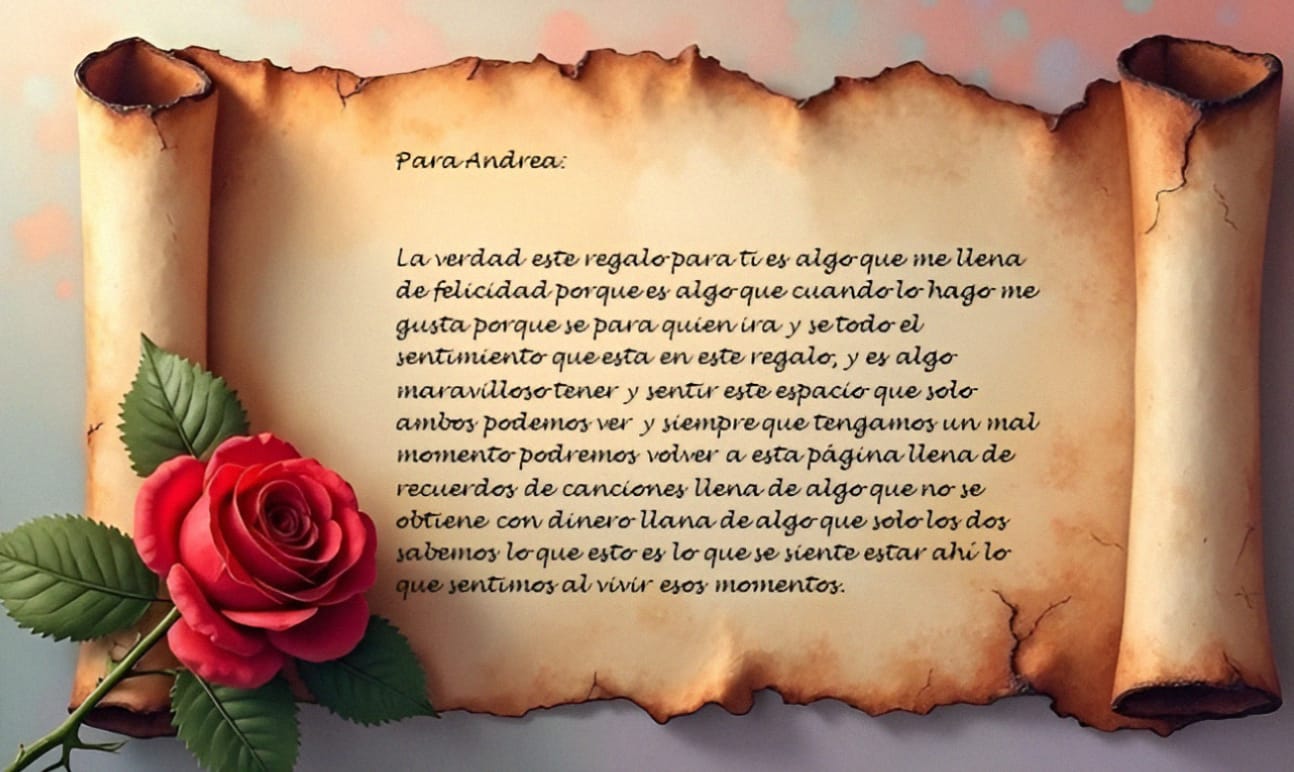 Para Andrea:
La verdad este regalo para ti es algo que me llena
de felicidad porque es algo que cuando lo hago me
gusta porque se para quien ira y se todo el
sentimiento que esta en este regalo, y es algo
maravilloso tener y sentir este espacio que solo
ambos podemos ver y siempre que tengamos un mal
momento podremos volver a esta página llena de
recuerdos de canciones llena de algo que no se
obtiene con dinero llana de algo que solo los dos
sabemos lo que esto es lo que se siente estar ahí lo
que sentimos al vivir esos momentos.